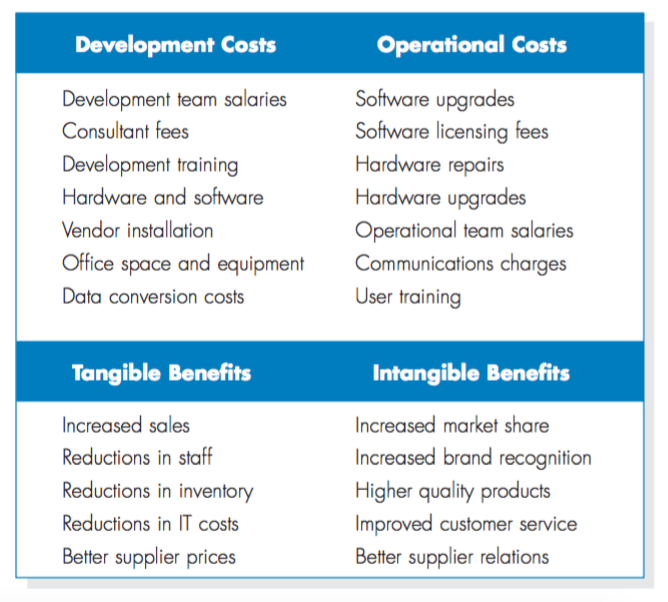 Development Costs
Operational Costs
Development team salaries
Consultant fees
Development training
Hardware and software
Vendor installation
Office space and equipment
Data conversion costs
Software upgrades
Software licensing fees
Hardware repairs
Hardware upgrades
Operational team salaries
Communications charges
User training
Tangible Benefits
Intangible Benefits
Increased sales
Reductions in staff
Reductions in inventory
Reductions in IT costs
Better supplier prices
Increased market share
Increased brand recognition
Higher quality products
Improved customer service
Better supplier relations